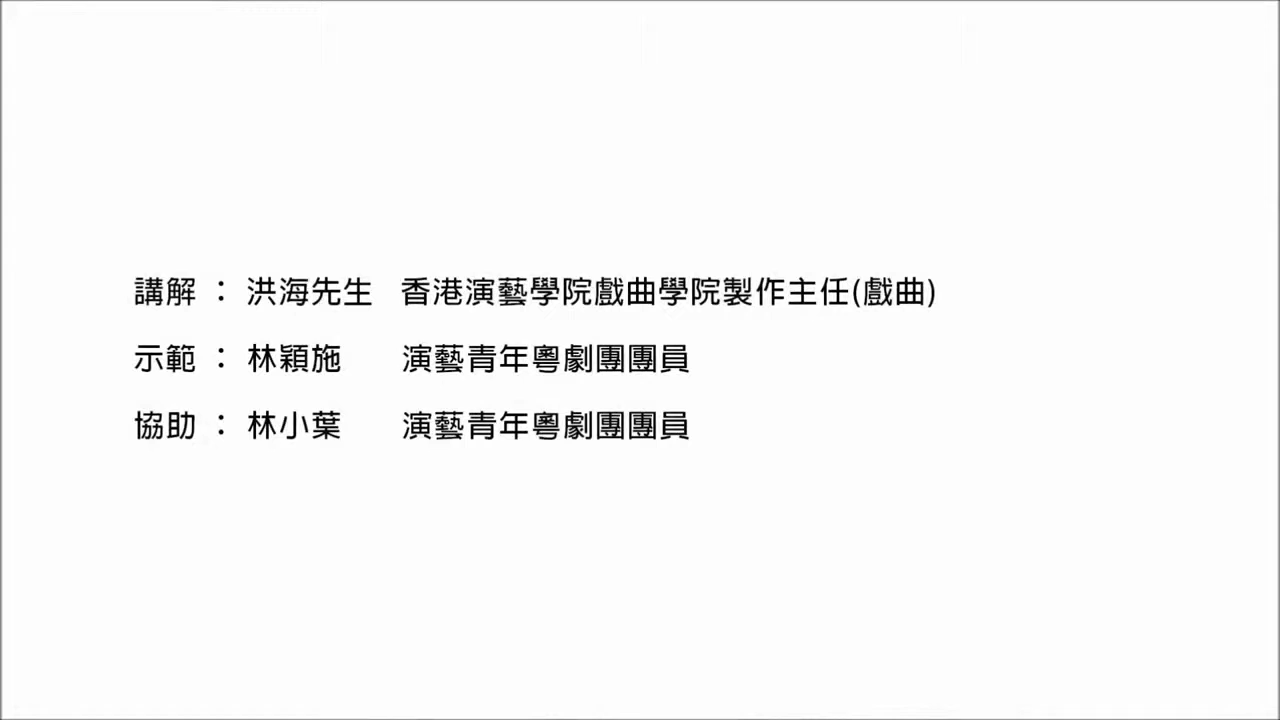 講解 : 洪海先生 香港演藝學院戲曲學院製作主任(戲曲)
示範 : 林穎施 演藝青年粵劇團團員
協助 : 林小葉 演藝青年粵劇團團員